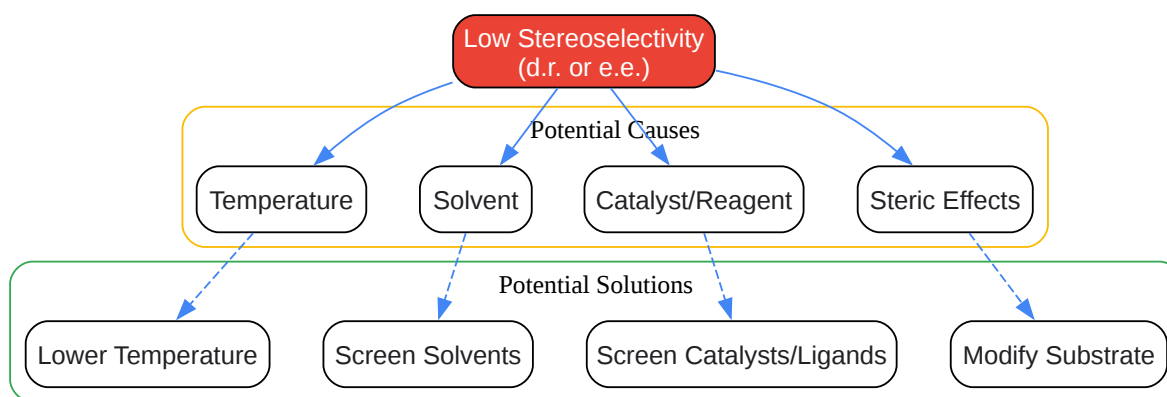 Low Stereoselectivity
(d.r. or e.e.)
Potential Causes
Temperature
Solvent
Catalyst/Reagent
Steric Effects
Potential Solutions
Lower Temperature
Screen Solvents
Screen Catalysts/Ligands
Modify Substrate